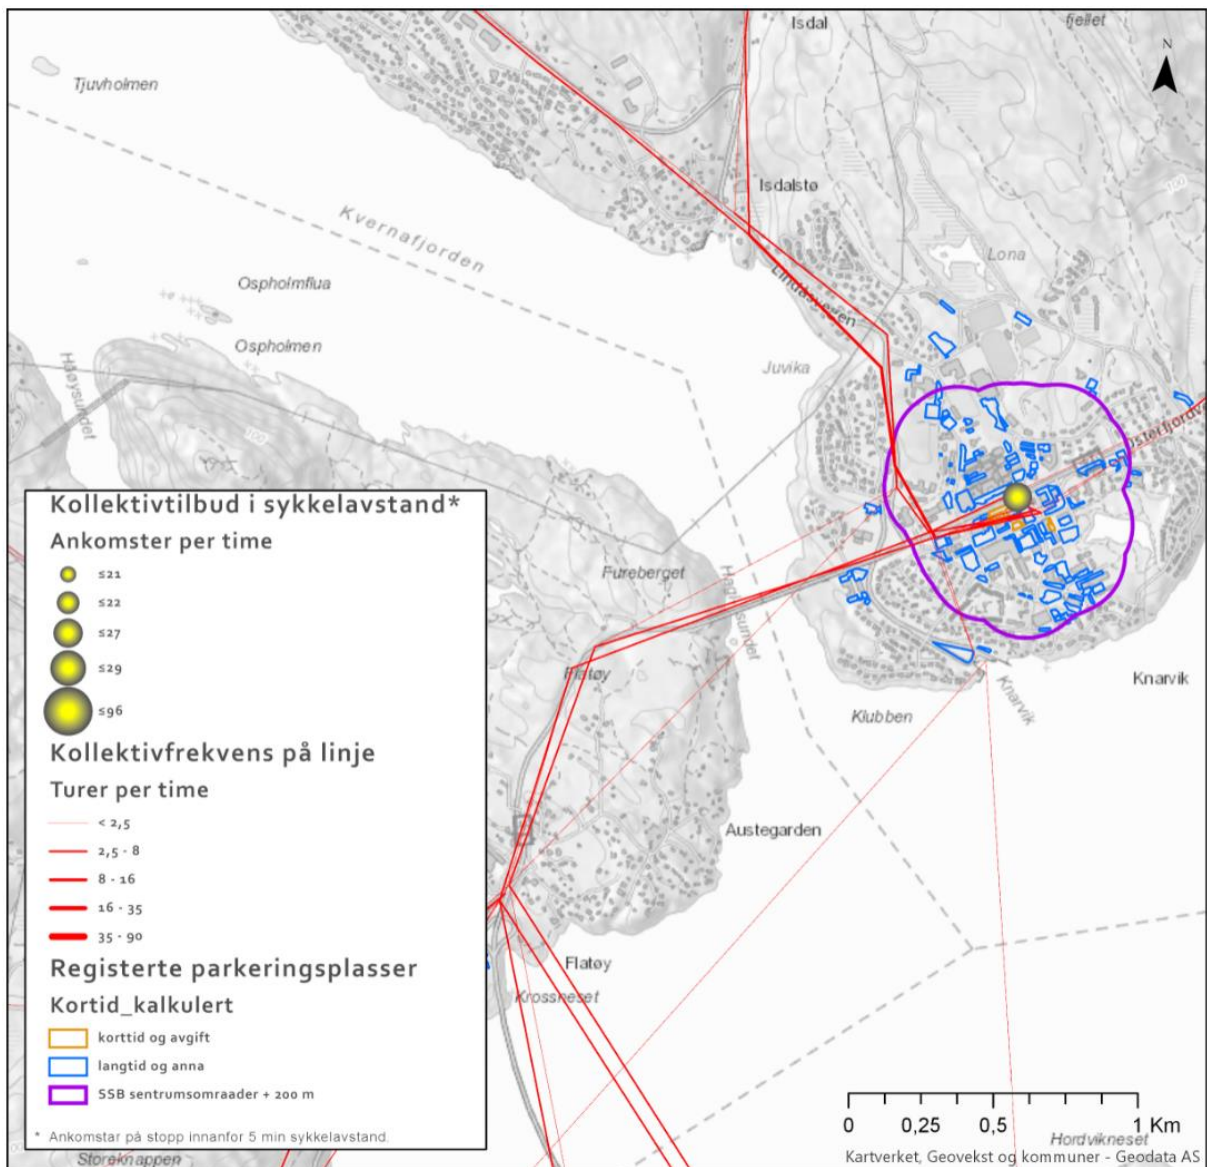 Isdal
fjellet
N
Tjuvholmen
Isdalstø
100
Kvernafjorden
Lona
Ospholmflua
Lindåsvegen
Ospholmen
Juvika
Håøysundet
100
Kollektivtilbud i sykkelavstand*
Ankomster per time
≤21
≤22
≤27
≤29
≤96
Fureberget
Flatøy
Knarvik
Knarvik
Klubben
Kollektivfrekvens på linje
Turer per time
< 2,5
2,5 - 8
8 - 16
16 - 35
35 - 90
Austegarden
Registerte parkeringsplasser
Kortid_kalkulert
korttid og avgift
langtid og anna
SSB sentrumsomraader + 200 m
* Ankomstar på stopp innanfor 5 min sykkelavstand.
Flatøy
Krossneset
0 0,25 0,5 1 Km
Hordvikneset
Kartverket, Geovekst og kommuner - Geodata AS
Storeknappen